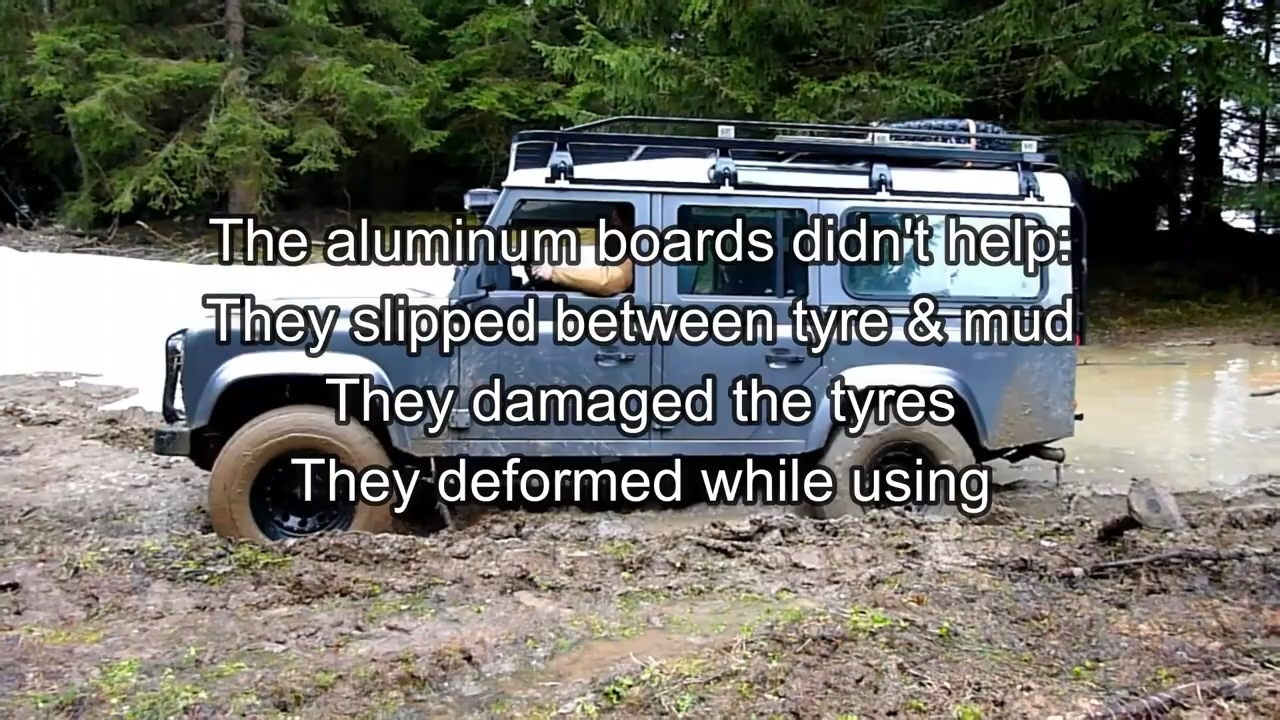 The aluminum boards didn't help:
They slipped between tyre & mud
They damaged the tyres
They deformed while using